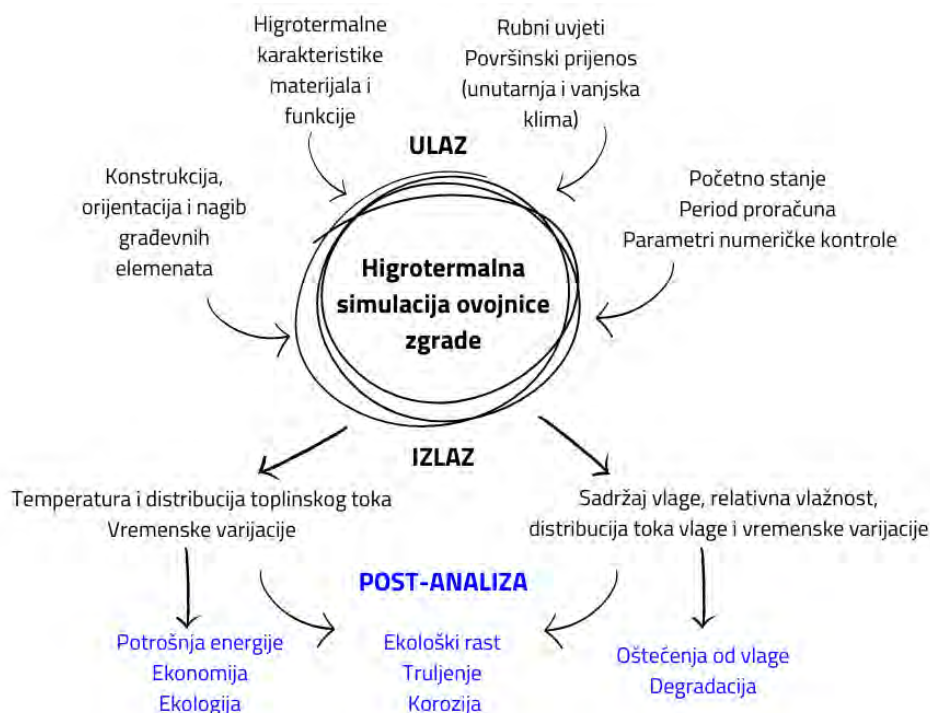 Higrotermalne
karakteristike
materijala i
funkcije
Rubni uvjeti
Površinski prijenos
(unutarnja i vanjska
klima)
ULAZ
Konstrukcija,
orijentacija i nagib
građevnih
elemenata
Početno stanje
Period proračuna
Parametri numeričke kontrole
Higrotermalna
simulacija ovojnice
zgrade
IZLAZ
Temperatura i distribucija toplinskog toka
Vremenske varijacije
Sadržaj vlage, relativna vlažnost,
distribucija toka vlage i vremenske varijacije
POST-ANALIZA
Potrošnja energije
Ekonomija
Ekologija
Ekološki rast
Truljenje
Korozija
Oštećenja od vlage
Degradacija